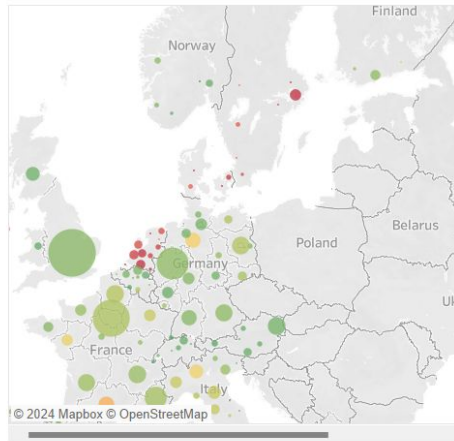 Finland
Norway
Belarus
Poland
Germany
Uk
France
Italy
© 2024 Mapbox © OpenStreetMap